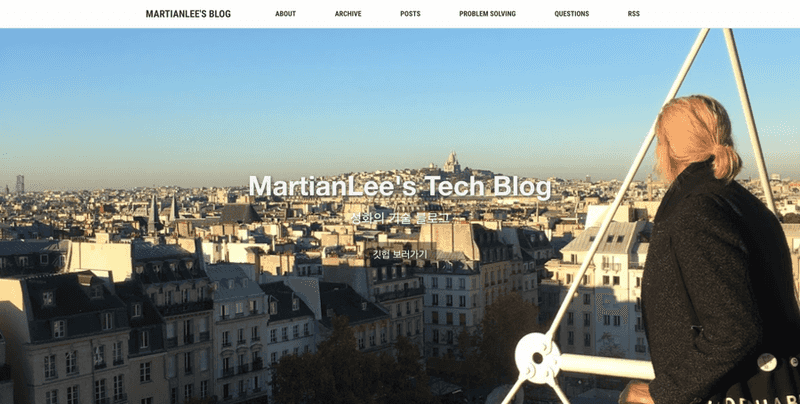 MARTIANLEE'S BLOG ABOUT ARCHIVE POSTS PROBLEM SOLVING QUESTIONS RSS
MartianLee's Tech Blog
성화의 기술 블로그
깃헙 보러가기